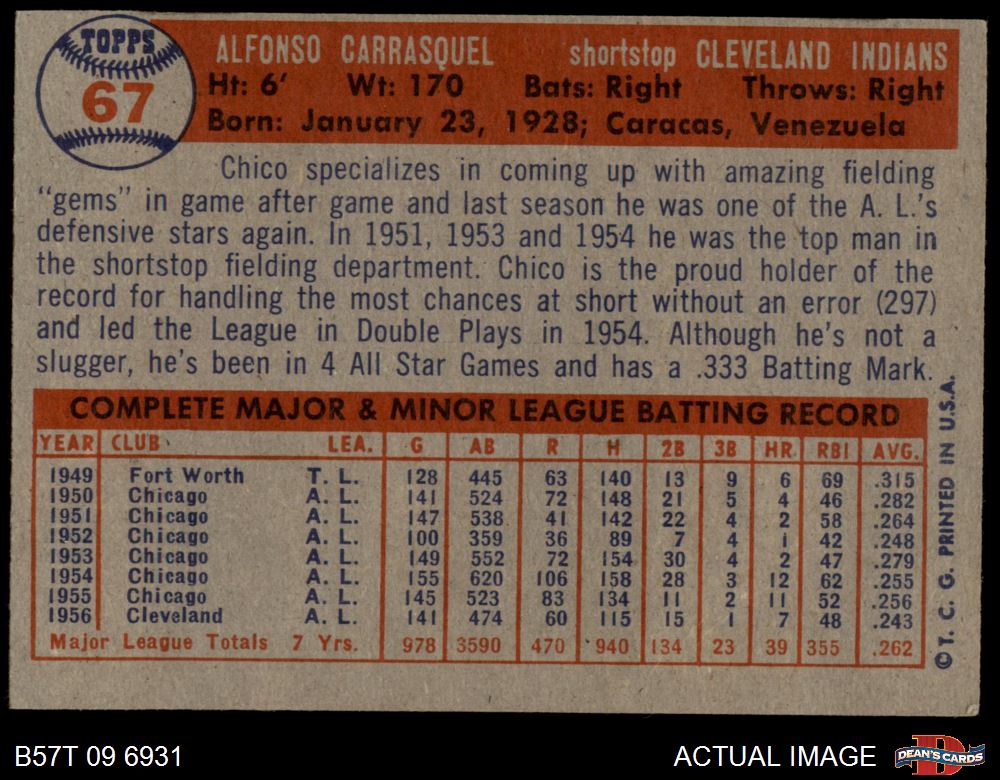 TOPPS
67
ALFONSO CARRASQUEL shortstop CLEVELAND INDIANS
Ht: 6' Wt: 170 Bats: Right Throws: Right
Born: January 23, 1928; Caracas, Venezuela
Chico specializes in coming up with amazing fielding
"gems" in game after game and last season he was one of the A. L.'s
defensive stars again. In 1951, 1953 and 1954 he was the top man in
the shortstop fielding department. Chico is the proud holder of the
record for handling the most chances at short without an error (297)
and led the League in Double Plays in 1954. Although he's not a
slugger, he's been in 4 All Star Games and has a .333 Batting Mark.
COMPLETE MAJOR & MINOR LEAGUE BATTING RECORD
YEAR CLUB LEA. G AB R H 2B 3B HR RBI AVG.
1949 Fort Worth T. L. 128 445 63 140 13 9 6 69 .315
1950 Chicago A. L. 141 524 72 148 21 5 4 46 .282
1951 Chicago A. L. 147 538 41 142 22 4 2 58 .264
1952 Chicago A. L. 100 359 36 89 7 4 1 42 .248
1953 Chicago A. L. 149 552 72 154 30 4 2 47 .279
1954 Chicago A. L. 155 620 106 158 28 3 12 62 .255
1955 Chicago A. L. 145 523 83 134 11 2 11 52 .256
1956 Cleveland A. L. 141 474 60 115 15 1 7 48 .243
Major League Totals 7 Yrs. 978 3590 470 940 134 23 39 355 .262
© T. C. G. PRINTED IN U.S.A.
B57T 09 6931 ACTUAL IMAGE DEAN'S CARDS